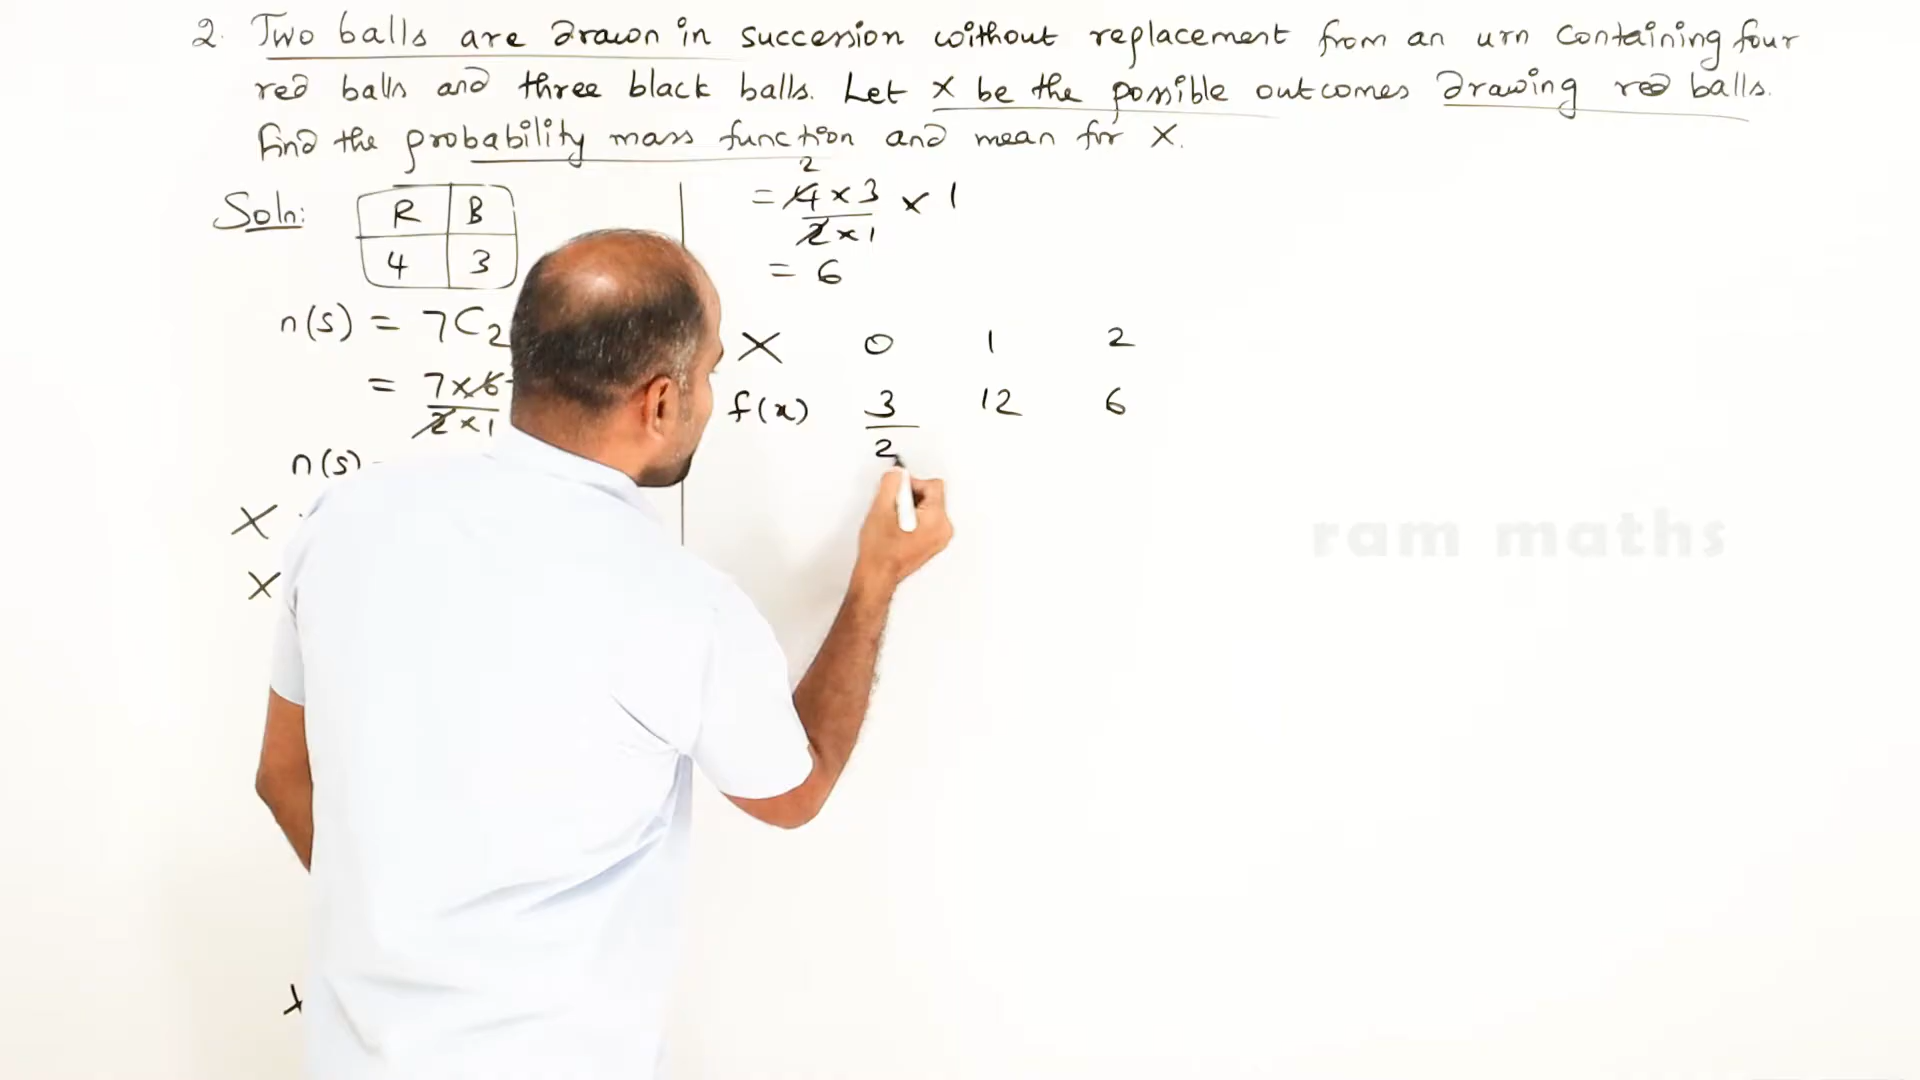 2. Two balls are drawn in succession without replacement from an urn containing four
red balls and three black balls. Let X be the possible outcomes drawing red balls.
Find the probability mass function and mean for X.
Soln:
R B
4 3
n(s) = 7C2
= 7×6
2×1
n(s)
X
X
2
= 4×3 × 1
2×1
= 6
X 0 1 2
f(x) 3 12 6
2
ram maths